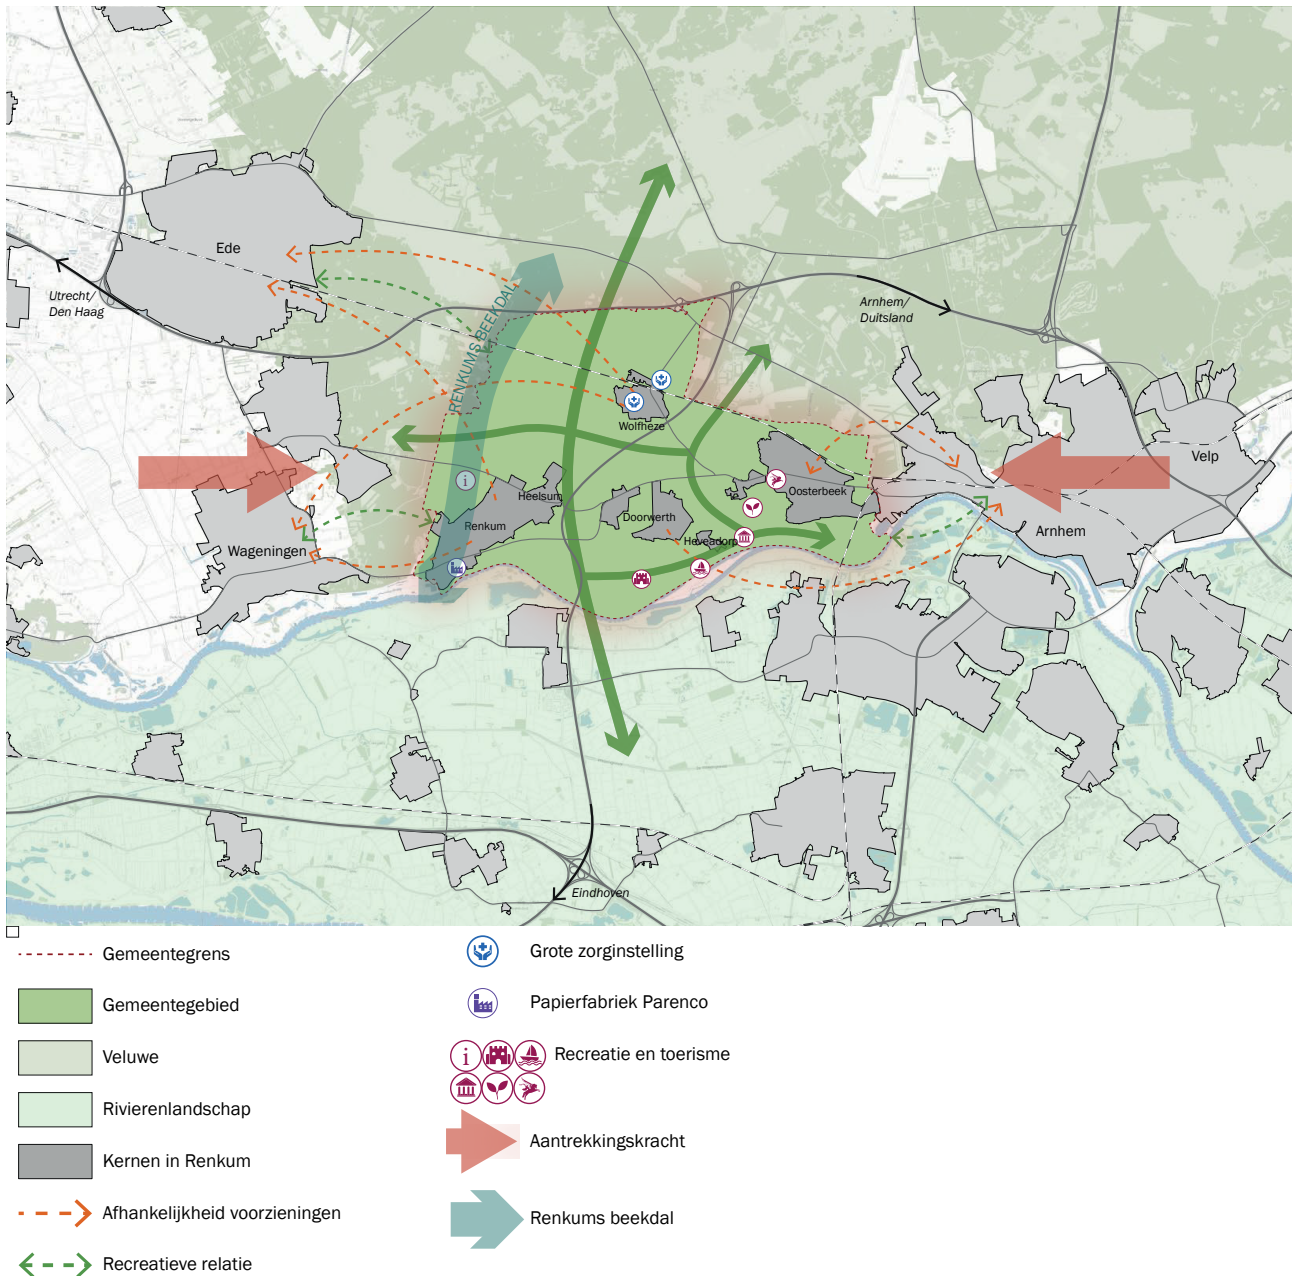 Ede
Utrecht/
Den Haag
Arnhem/
Duitsland
RENKUMS BEEKDAL
Wolfheze
Velp
Heelsum
Oosterbeek
Renkum
Doorwerth
Arnhem
Wageningen
Heveadorp
Eindhoven
Gemeentegrens
Gemeentegebied
Veluwe
Rivierenlandschap
Kernen in Renkum
Afhankelijkheid voorzieningen
Recreatieve relatie
Grote zorginstelling
Papierfabriek Parenco
Recreatie en toerisme
Aantrekkingskracht
Renkums beekdal